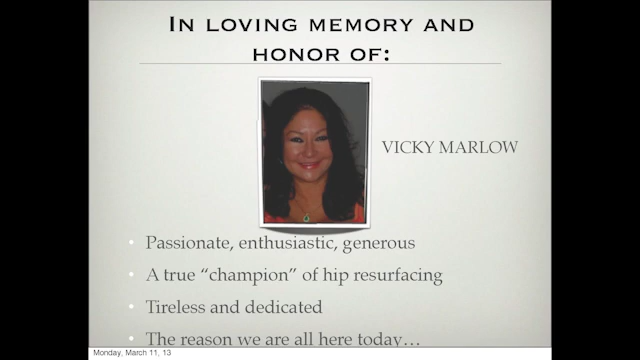 IN LOVING MEMORY AND
HONOR OF:
VICKY MARLOW
• Passionate, enthusiastic, generous
• A true “champion” of hip resurfacing
• Tireless and dedicated
• The reason we are all here today…
Monday, March 11, 13